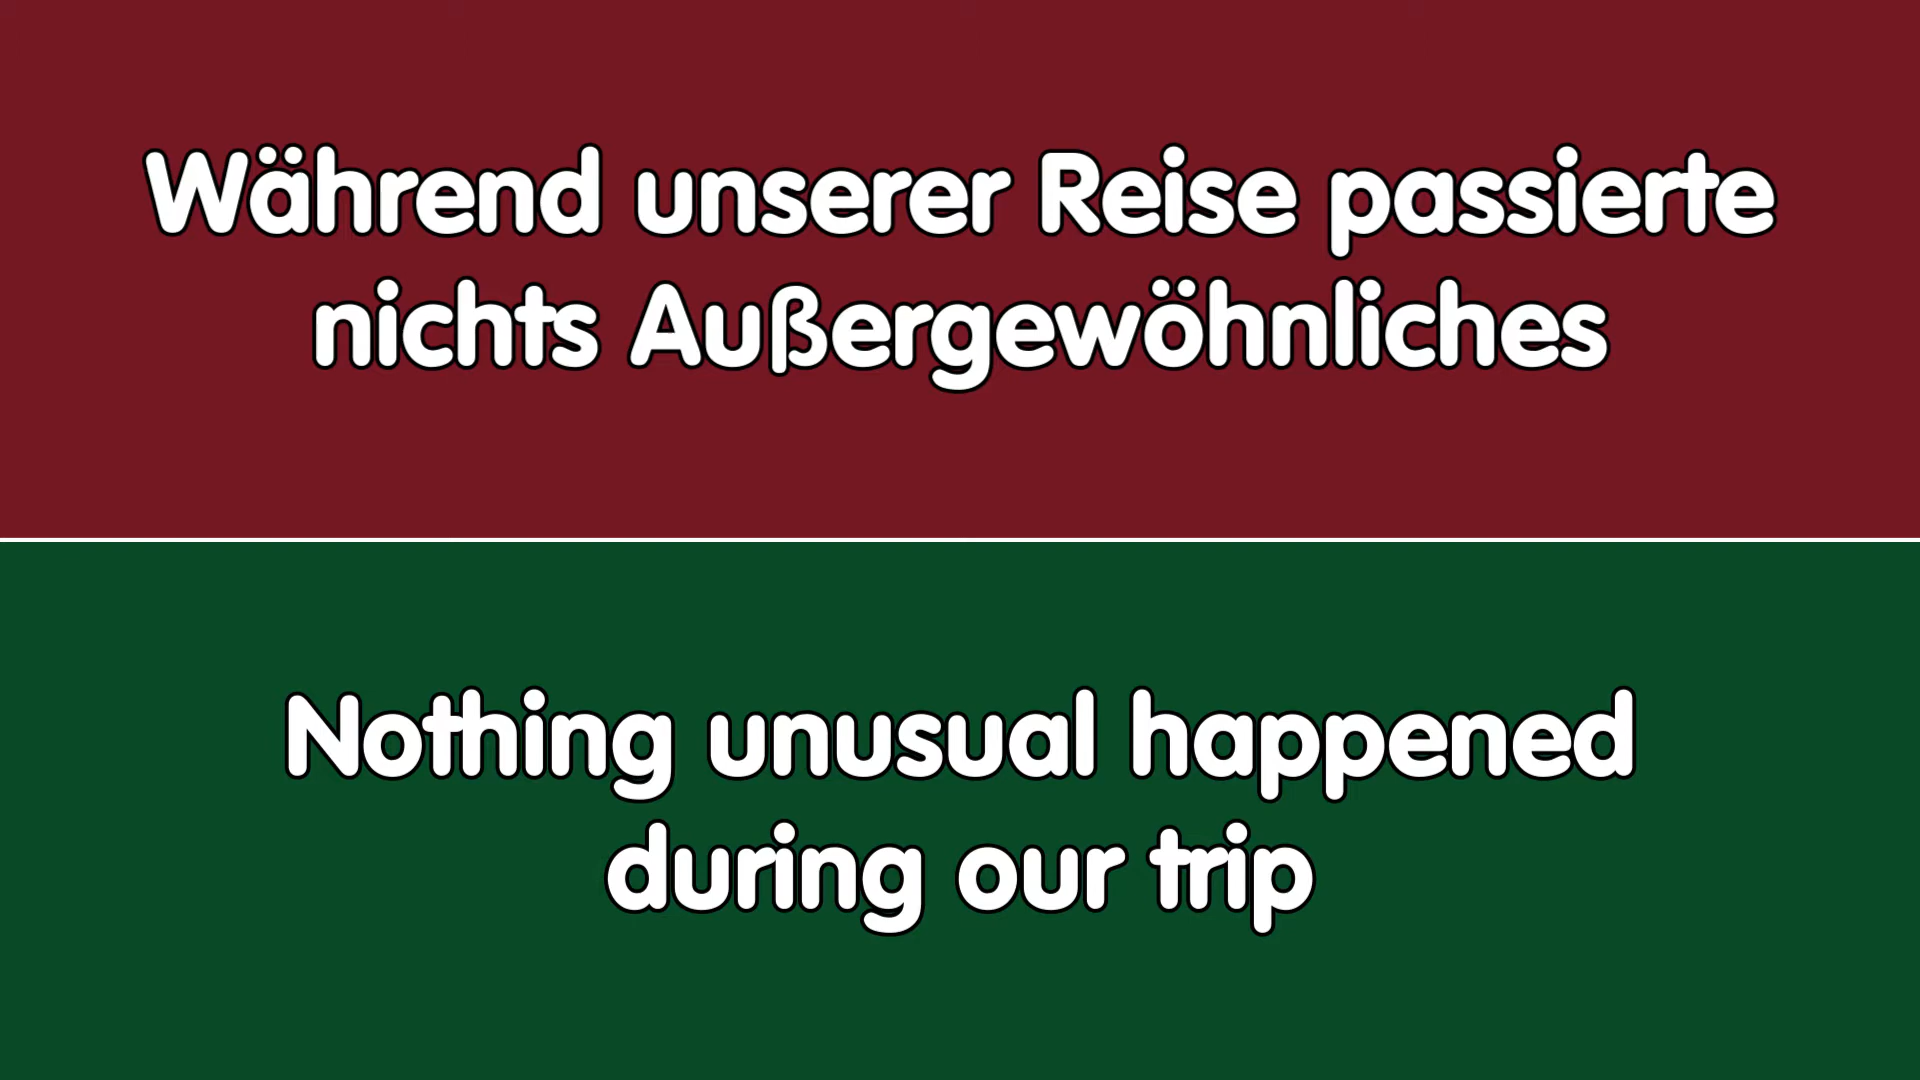 Während unserer Reise passierte
nichts Außergewöhnliches
Nothing unusual happened
during our trip